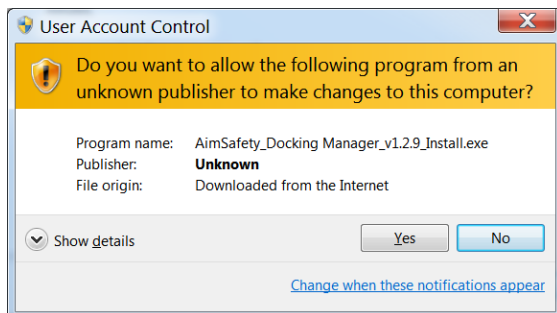 User Account Control
Do you want to allow the following program from an
unknown publisher to make changes to this computer?
Program name: AimSafety_Docking Manager_v1.2.9_Install.exe
Publisher: Unknown
File origin: Downloaded from the Internet
Show details Yes No
Change when these notifications appear